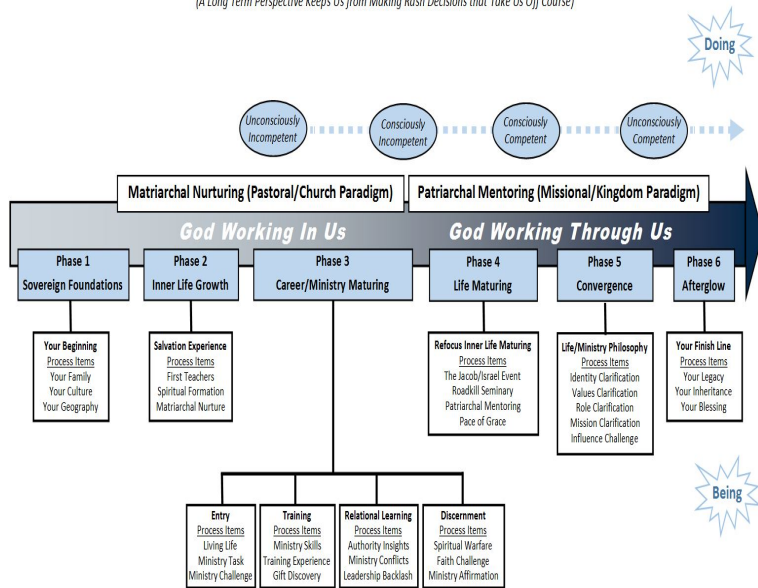 (A Long Term Perspective Keeps Us from Making Rash Decisions that Take Us Off Course)
Doing
Unconsciously
Incompetent
Consciously
Incompetent
Consciously
Competent
Unconsciously
Competent
Matriarchal Nurturing (Pastoral/Church Paradigm)
Patriarchal Mentoring (Missional/Kingdom Paradigm)
God Working In Us
God Working Through Us
Phase 1
Sovereign Foundations
Phase 2
Inner Life Growth
Phase 3
Career/Ministry Maturing
Phase 4
Life Maturing
Phase 5
Convergence
Phase 6
Afterglow
Your Beginning
Process Items
Your Family
Your Culture
Your Geography
Salvation Experience
Process Items
First Teachers
Spiritual Formation
Matriarchal Nurture
Refocus Inner Life Maturing
Process Items
The Jacob/Israel Event
Roadkill Seminary
Patriarchal Mentoring
Pace of Grace
Life/Ministry Philosophy
Process Items
Identity Clarification
Values Clarification
Role Clarification
Mission Clarification
Influence Challenge
Your Finish Line
Process Items
Your Legacy
Your Inheritance
Your Blessing
Being
Entry
Process Items
Living Life
Ministry Task
Ministry Challenge
Training
Process Items
Ministry Skills
Training Experience
Gift Discovery
Relational Learning
Process Items
Authority Insights
Ministry Conflicts
Leadership Backlash
Discernment
Process Items
Spiritual Warfare
Faith Challenge
Ministry Affirmation